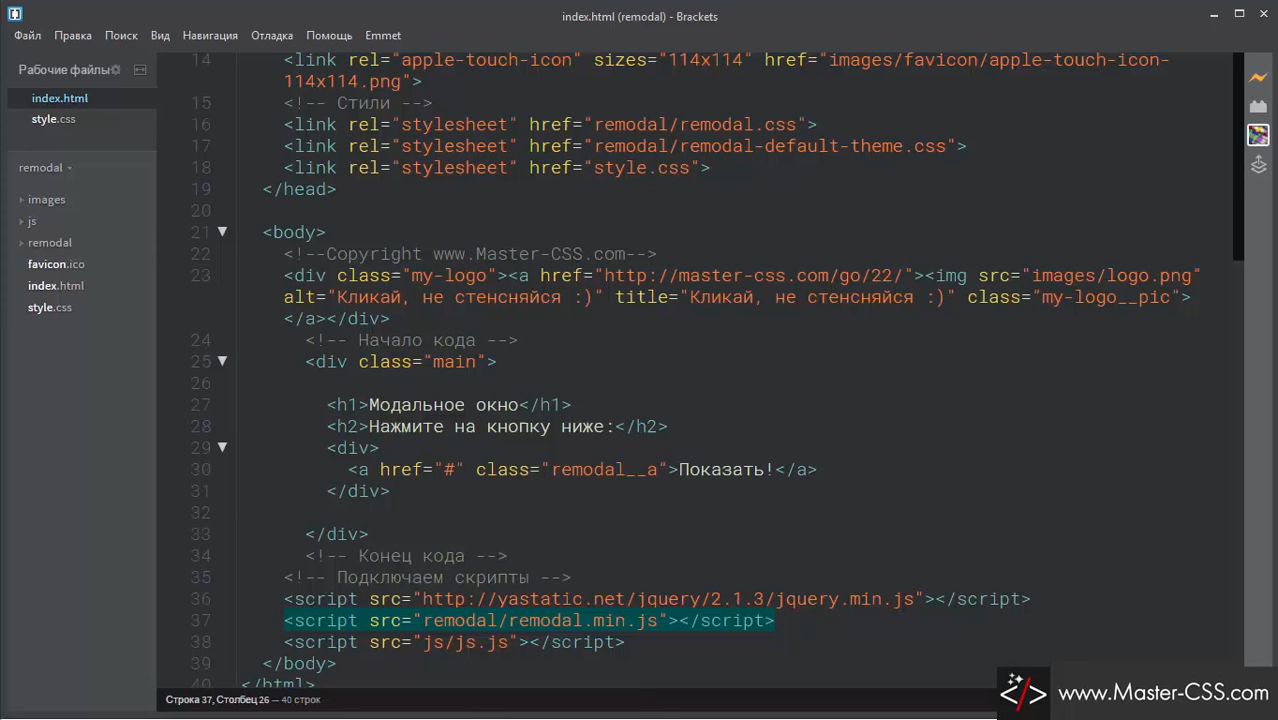 index.html (remodal) - Brackets
Файл Правка Поиск Вид Навигация Отладка Помощь Emmet
Рабочие файлы
index.html
style.css
remodal
images
js
remodal
favicon.ico
index.html
style.css
14 <link rel="apple-touch-icon" sizes="114x114" href="images/favicon/apple-touch-icon-
114x114.png">
15 <!-- Стили -->
16 <link rel="stylesheet" href="remodal/remodal.css">
17 <link rel="stylesheet" href="remodal/remodal-default-theme.css">
18 <link rel="stylesheet" href="style.css">
19 </head>
20
21 <body>
22 <!--Copyright www.Master-CSS.com-->
23 <div class="my-logo"><a href="http://master-css.com/go/22/"><img src="images/logo.png"
alt="Кликай, не стенсняйся :)" title="Кликай, не стенсняйся :)" class="my-logo__pic">
</a></div>
24 <!-- Начало кода -->
25 <div class="main">
26
27 <h1>Модальное окно</h1>
28 <h2>Нажмите на кнопку ниже:</h2>
29 <div>
30 <a href="#" class="remodal__a">Показать!</a>
31 </div>
32
33 </div>
34 <!-- Конец кода -->
35 <!-- Подключаем скрипты -->
36 <script src="http://yastatic.net/jquery/2.1.3/jquery.min.js"></script>
37 <script src="remodal/remodal.min.js"></script>
38 <script src="js/js.js"></script>
39 </body>
40 </html>
Строка 37, Столбец 26 — 40 строк
www.Master-CSS.com